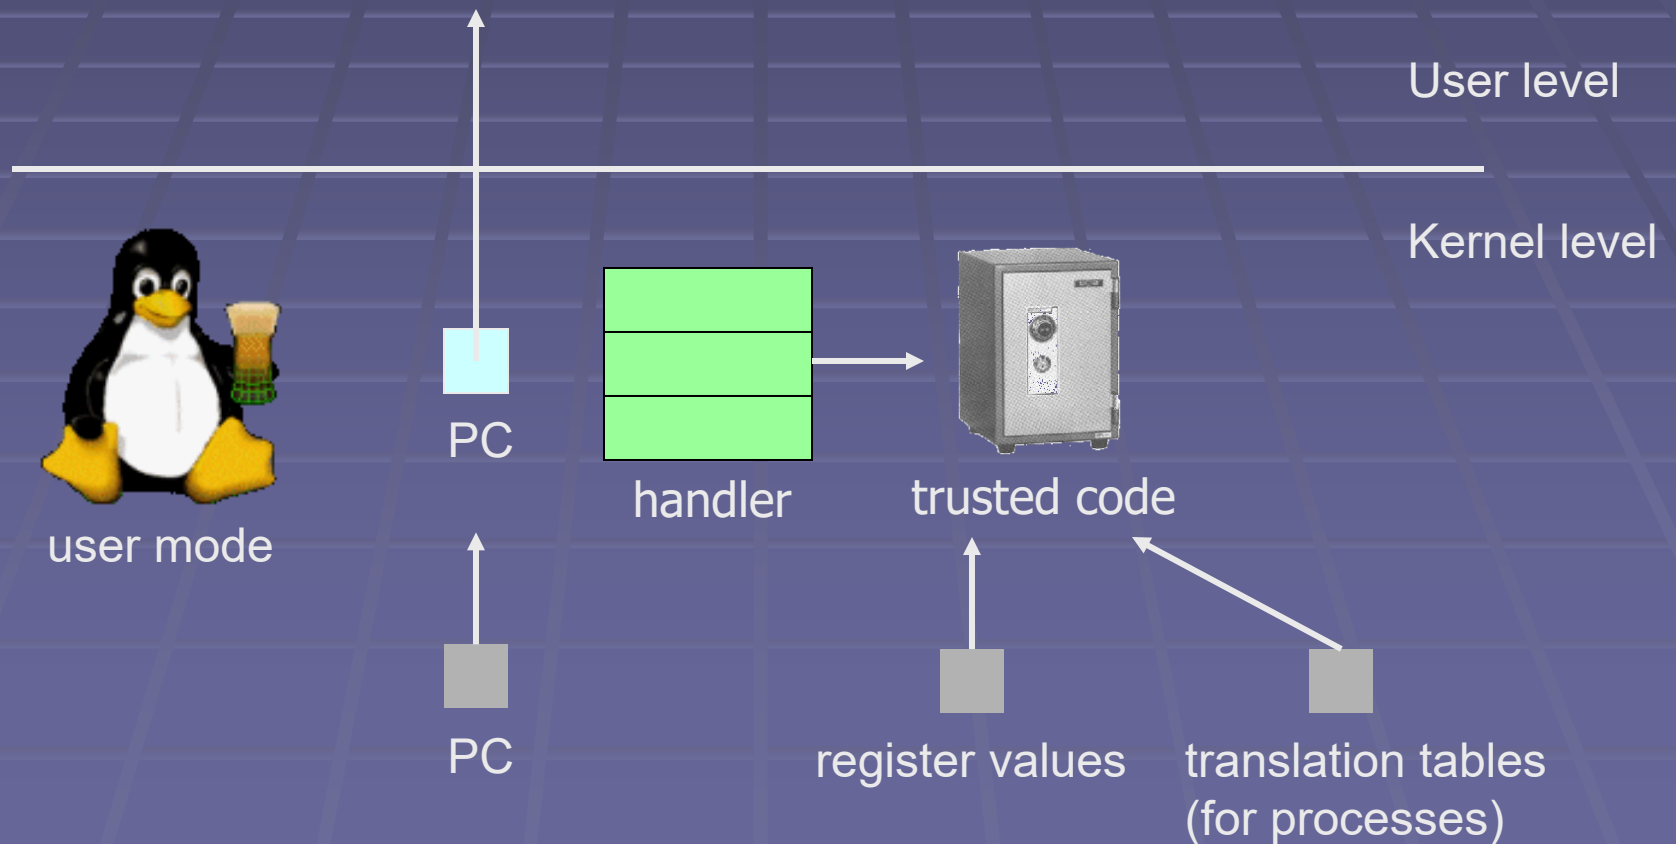 User level
Kernel level
PC
handler
trusted code
user mode
PC
register values
translation tables
(for processes)